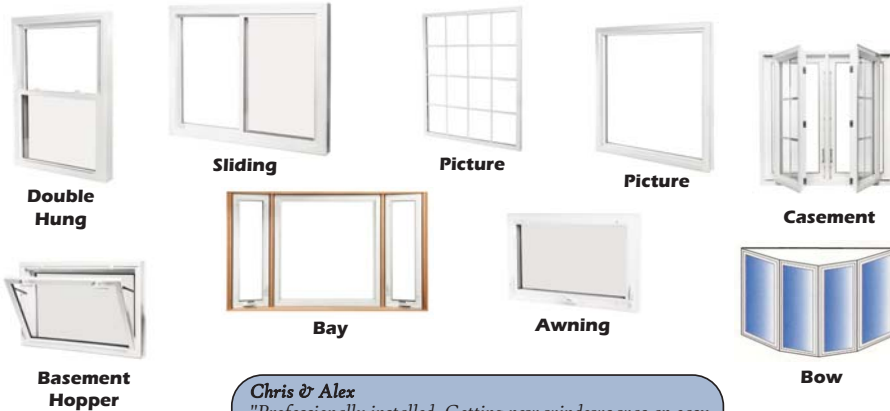 Double
Hung
Sliding
Picture
Picture
Casement
Basement
Hopper
Bay
Awning
Bow
Chris & Alex
"Professionally installed. Getting new windows was an easy